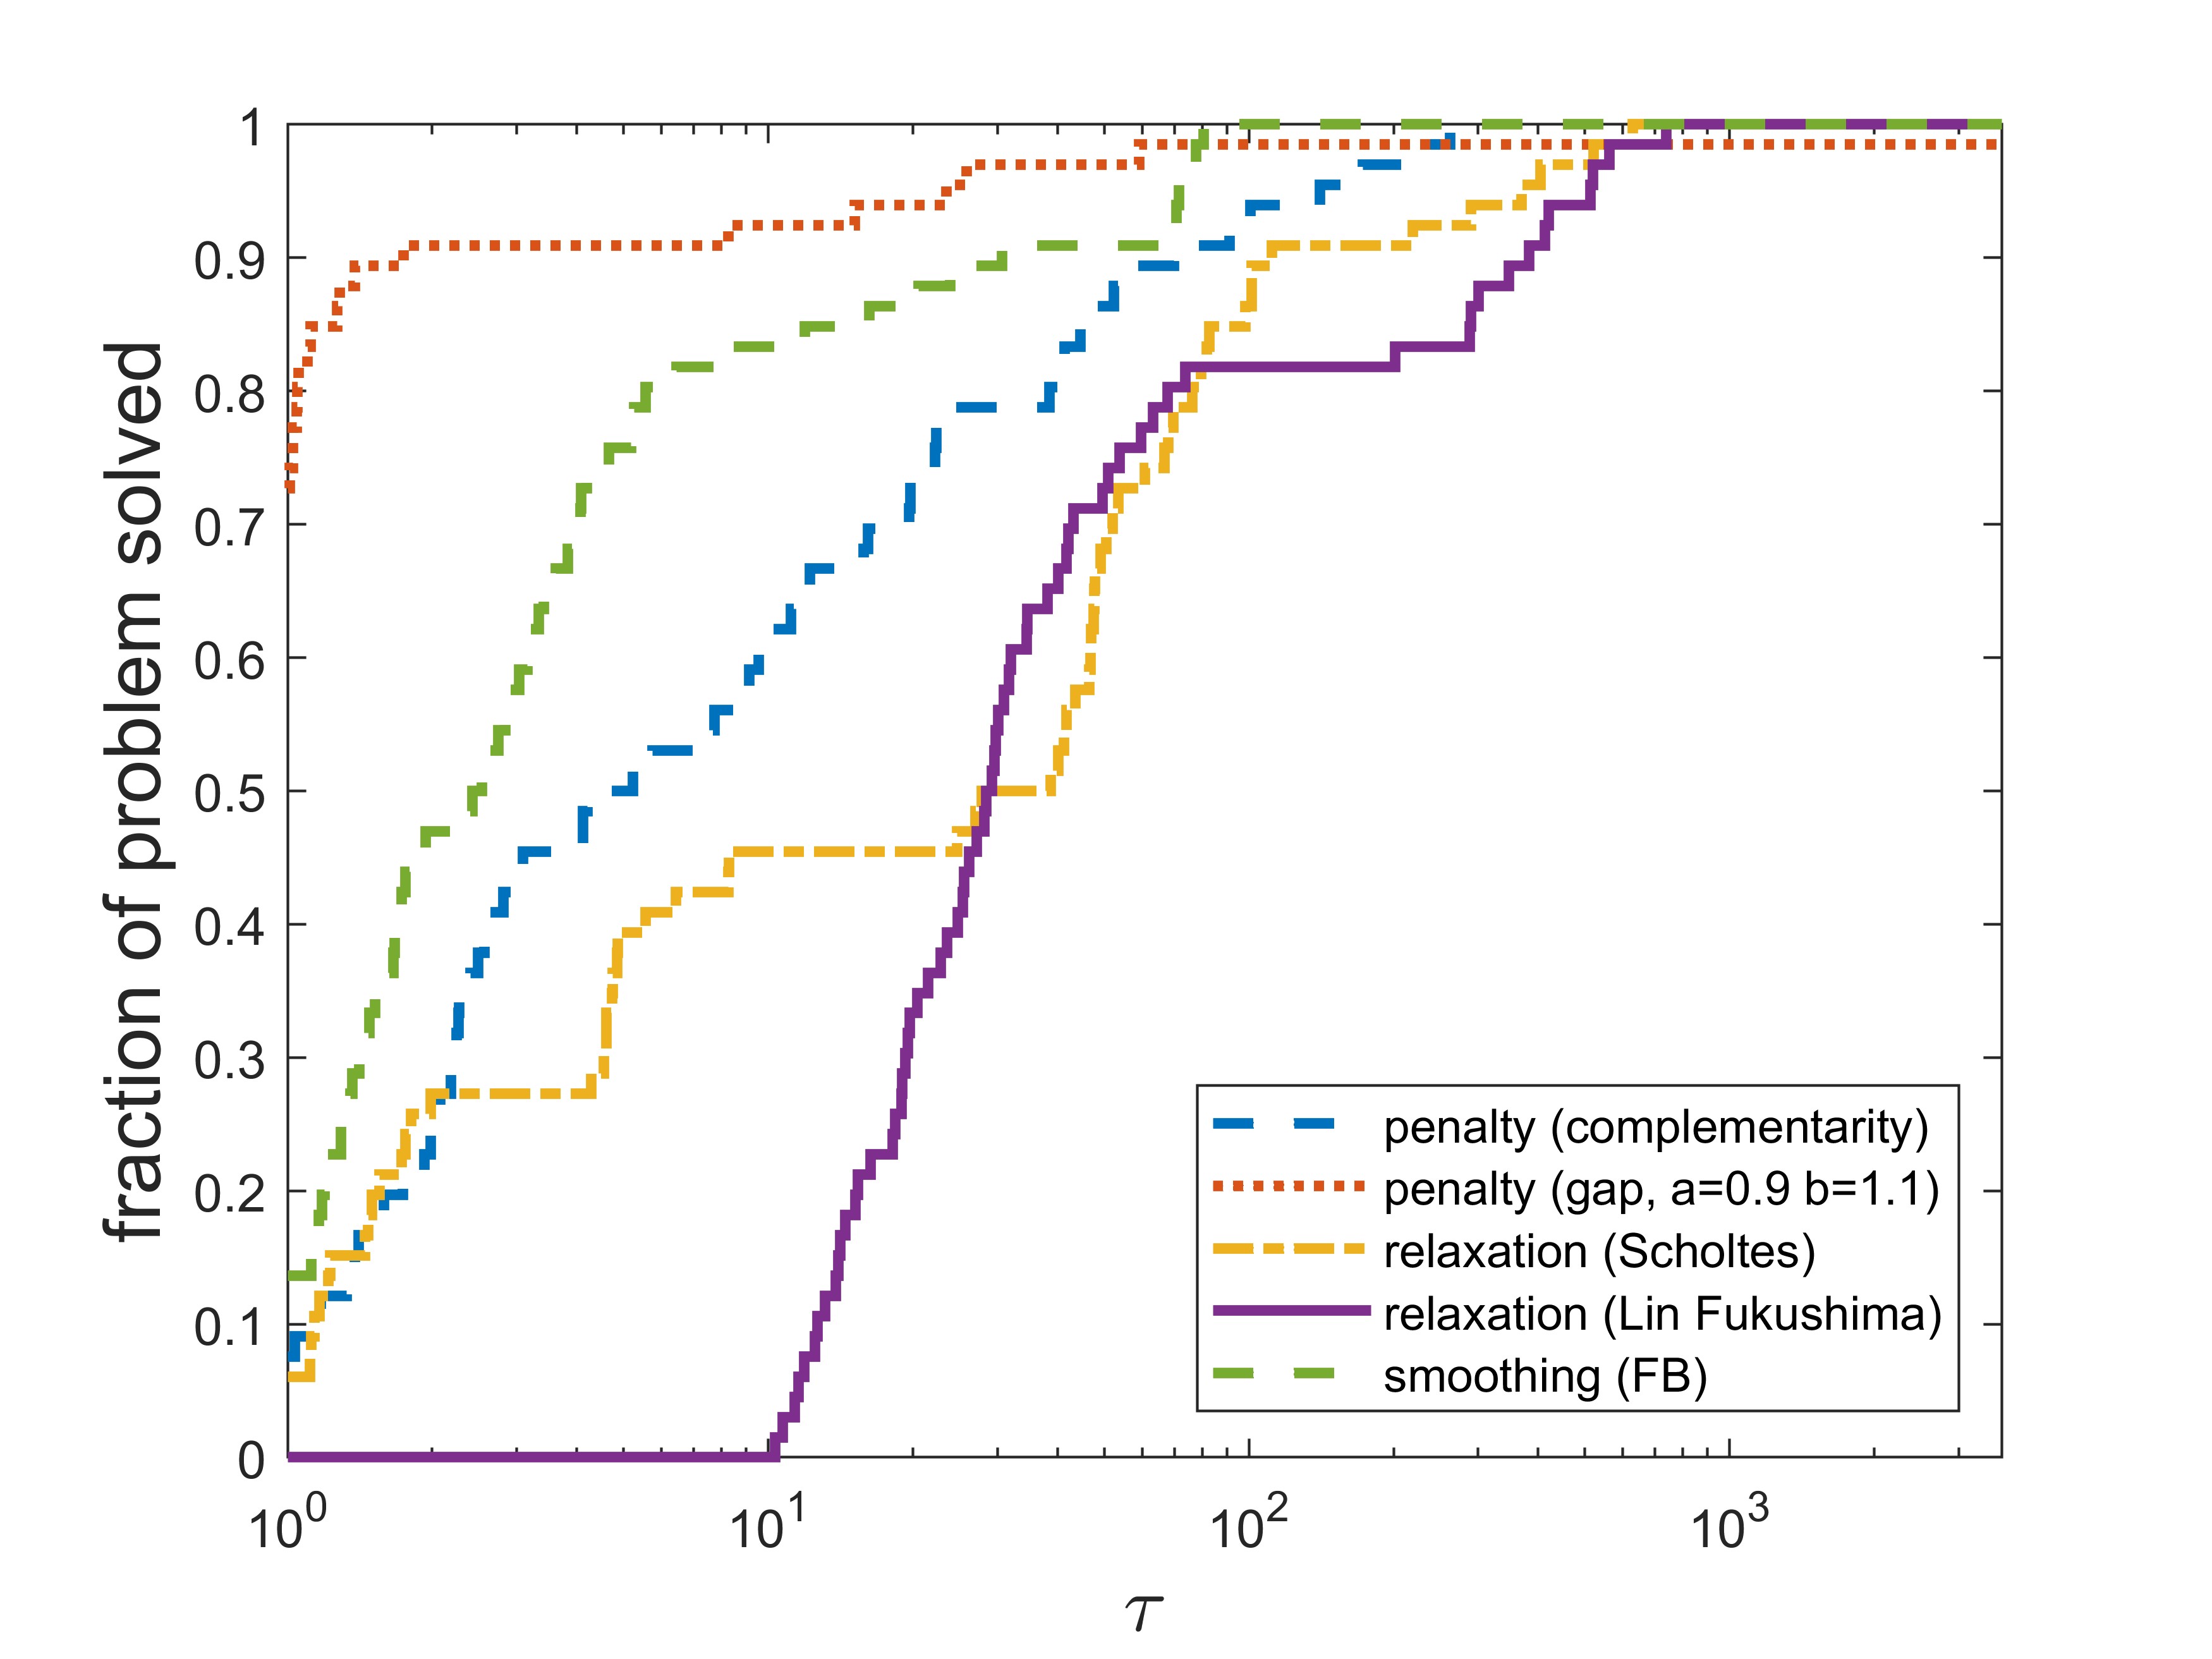 1
0.9
0.8
0.7
0.6
0.5
0.4
0.3
0.2
0.1
0
fraction of problem solved
10^0
10^1
10^2
10^3
τ
penalty (complementarity)
penalty (gap, a=0.9 b=1.1)
relaxation (Scholtes)
relaxation (Lin Fukushima)
smoothing (FB)